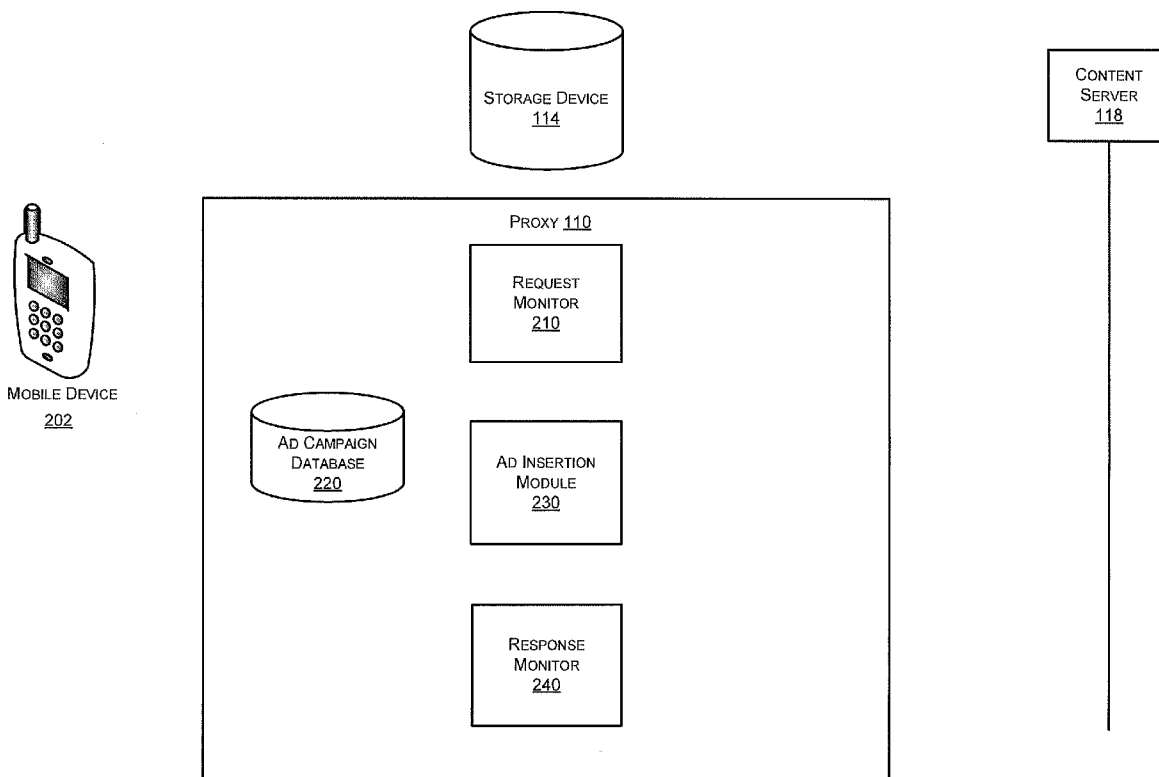 STORAGE DEVICE
114
CONTENT
SERVER
118
PROXY 110
REQUEST
MONITOR
210
MOBILE DEVICE
202
AD CAMPAIGN
DATABASE
220
AD INSERTION
MODULE
230
RESPONSE
MONITOR
240